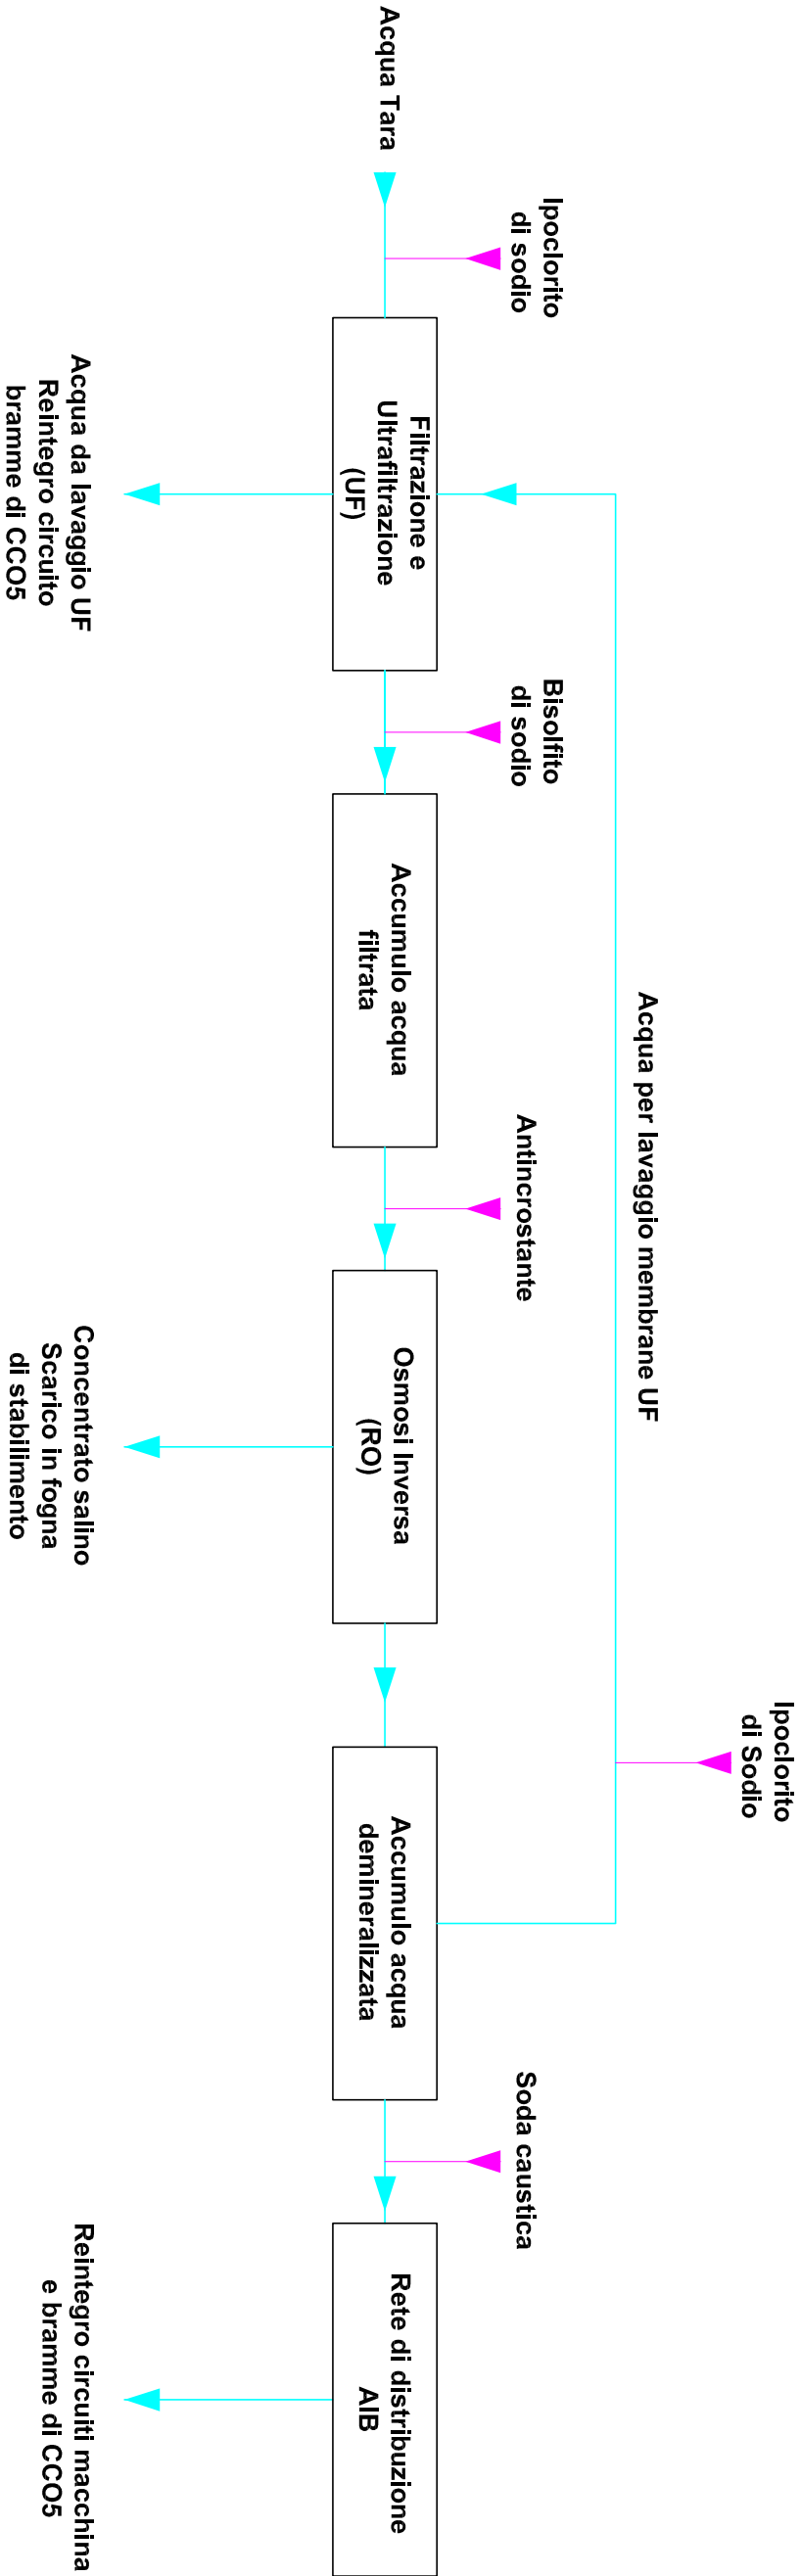 Acqua Tara
Ipoclorito
di sodio
Filtrazione e
Ultrafiltrazione
(UF)
Acqua da lavaggio UF
Reintegro circuito
bramme di CCO5
Bisolfito
di sodio
Accumulo acqua
filtrata
Acqua per lavaggio membrane UF
Antincrostante
Osmosi Inversa
(RO)
Concentrato salino
Scarico in fogna
di stabilimento
Ipoclorito
di Sodio
Accumulo acqua
demineralizzata
Soda caustica
Rete di distribuzione
AIB
Reintegro circuiti macchina
e bramme di CCO5